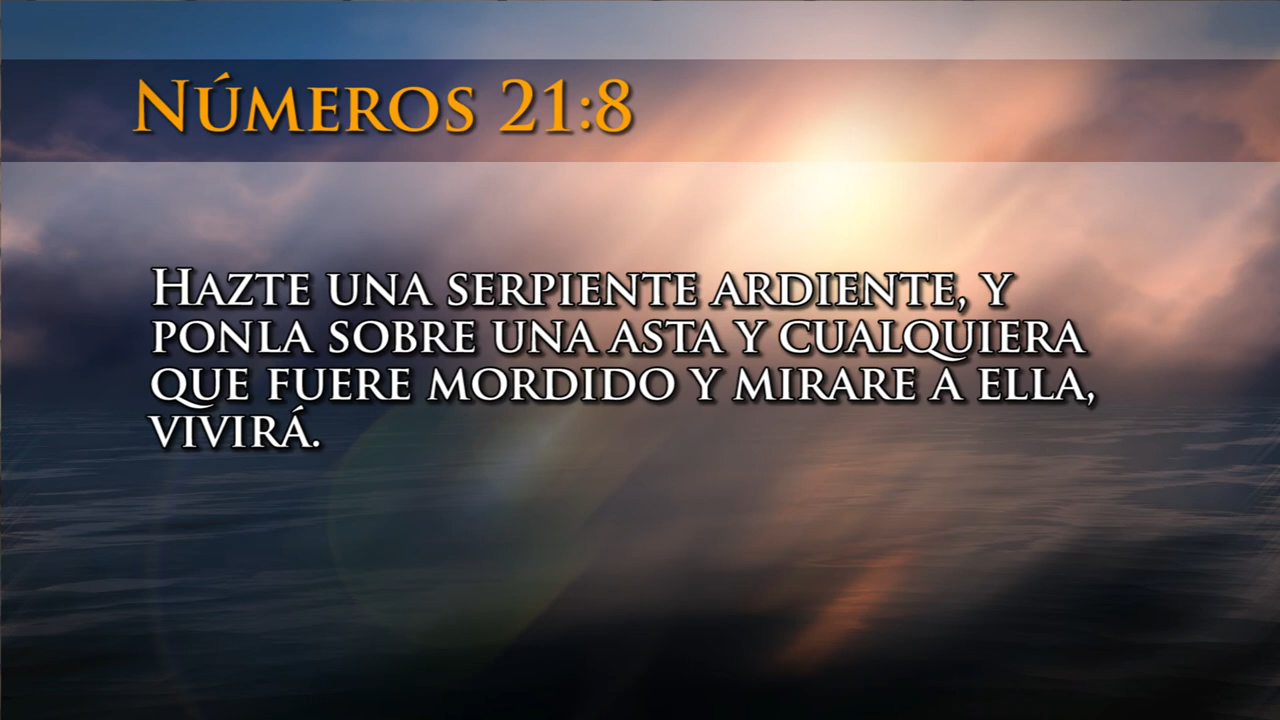 Números 21:8
Hazte una serpiente ardiente, y
ponla sobre una asta y cualquiera
que fuere mordido y mirare a ella,
vivirá.